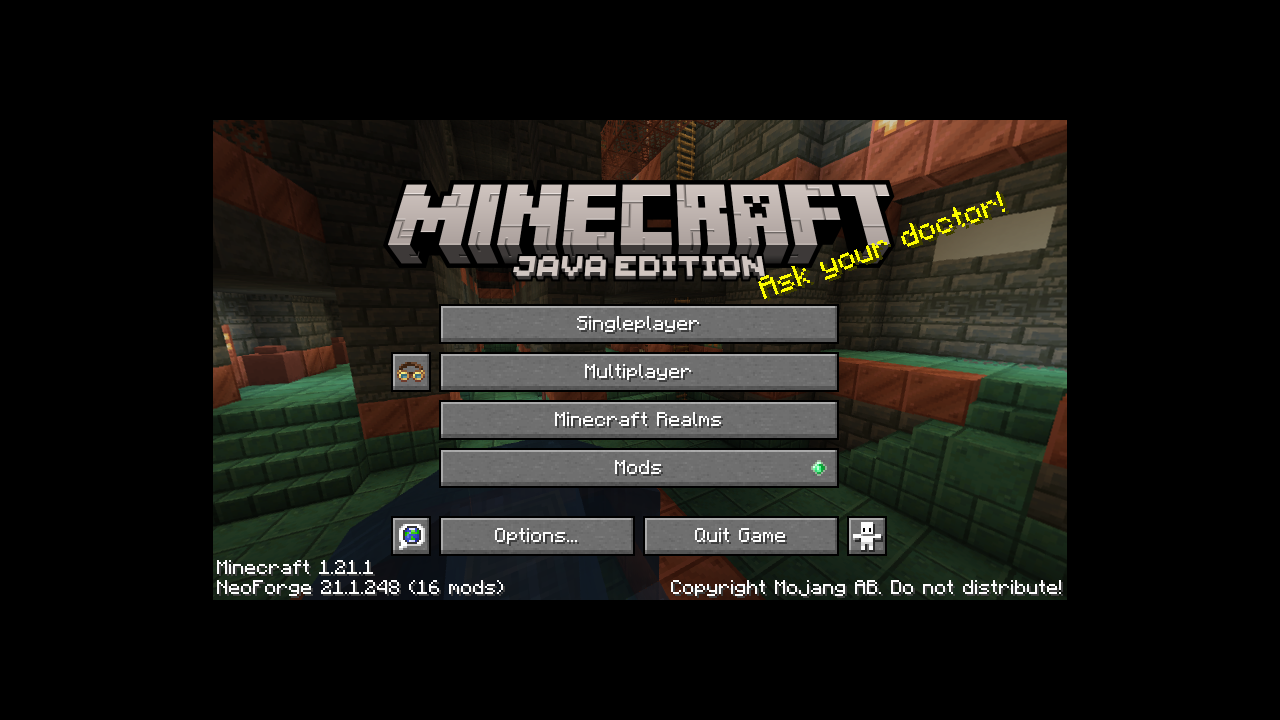 MINECRAFT
JAVA EDITION
Ask your doctor!
Singleplayer
Multiplayer
Minecraft Realms
Mods
Options...
Quit Game
Minecraft 1.21.1
NeoForge 21.1.248 (16 mods)
Copyright Mojang AB. Do not distribute!